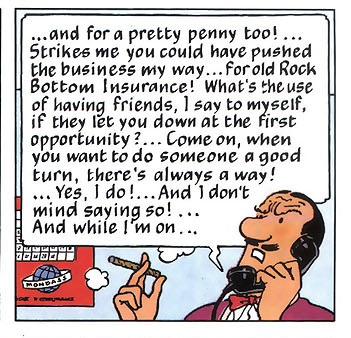 ...and for a pretty penny too! ...
Strikes me you could have pushed
the business my way...For old Rock
Bottom Insurance! What's the use
of having friends, I say to myself,
if they let you down at the first
opportunity?... Come on, when
you want to do someone a good
turn, there's always a way!
... Yes, I do!...And I don't
mind saying so! ...
And while I'm on...
MONDASS